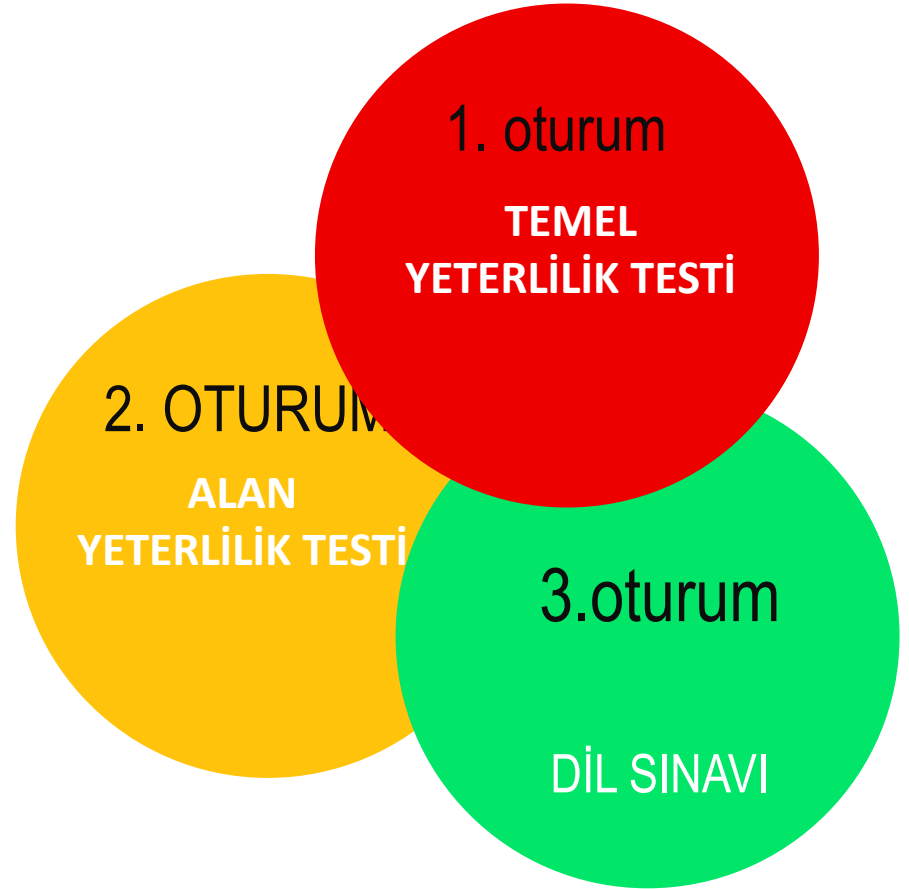 1. oturum
TEMEL
YETERLİLİK TESTİ
2. OTURUM
ALAN
YETERLİLİK TESTİ
3.oturum
DİL SINAVI